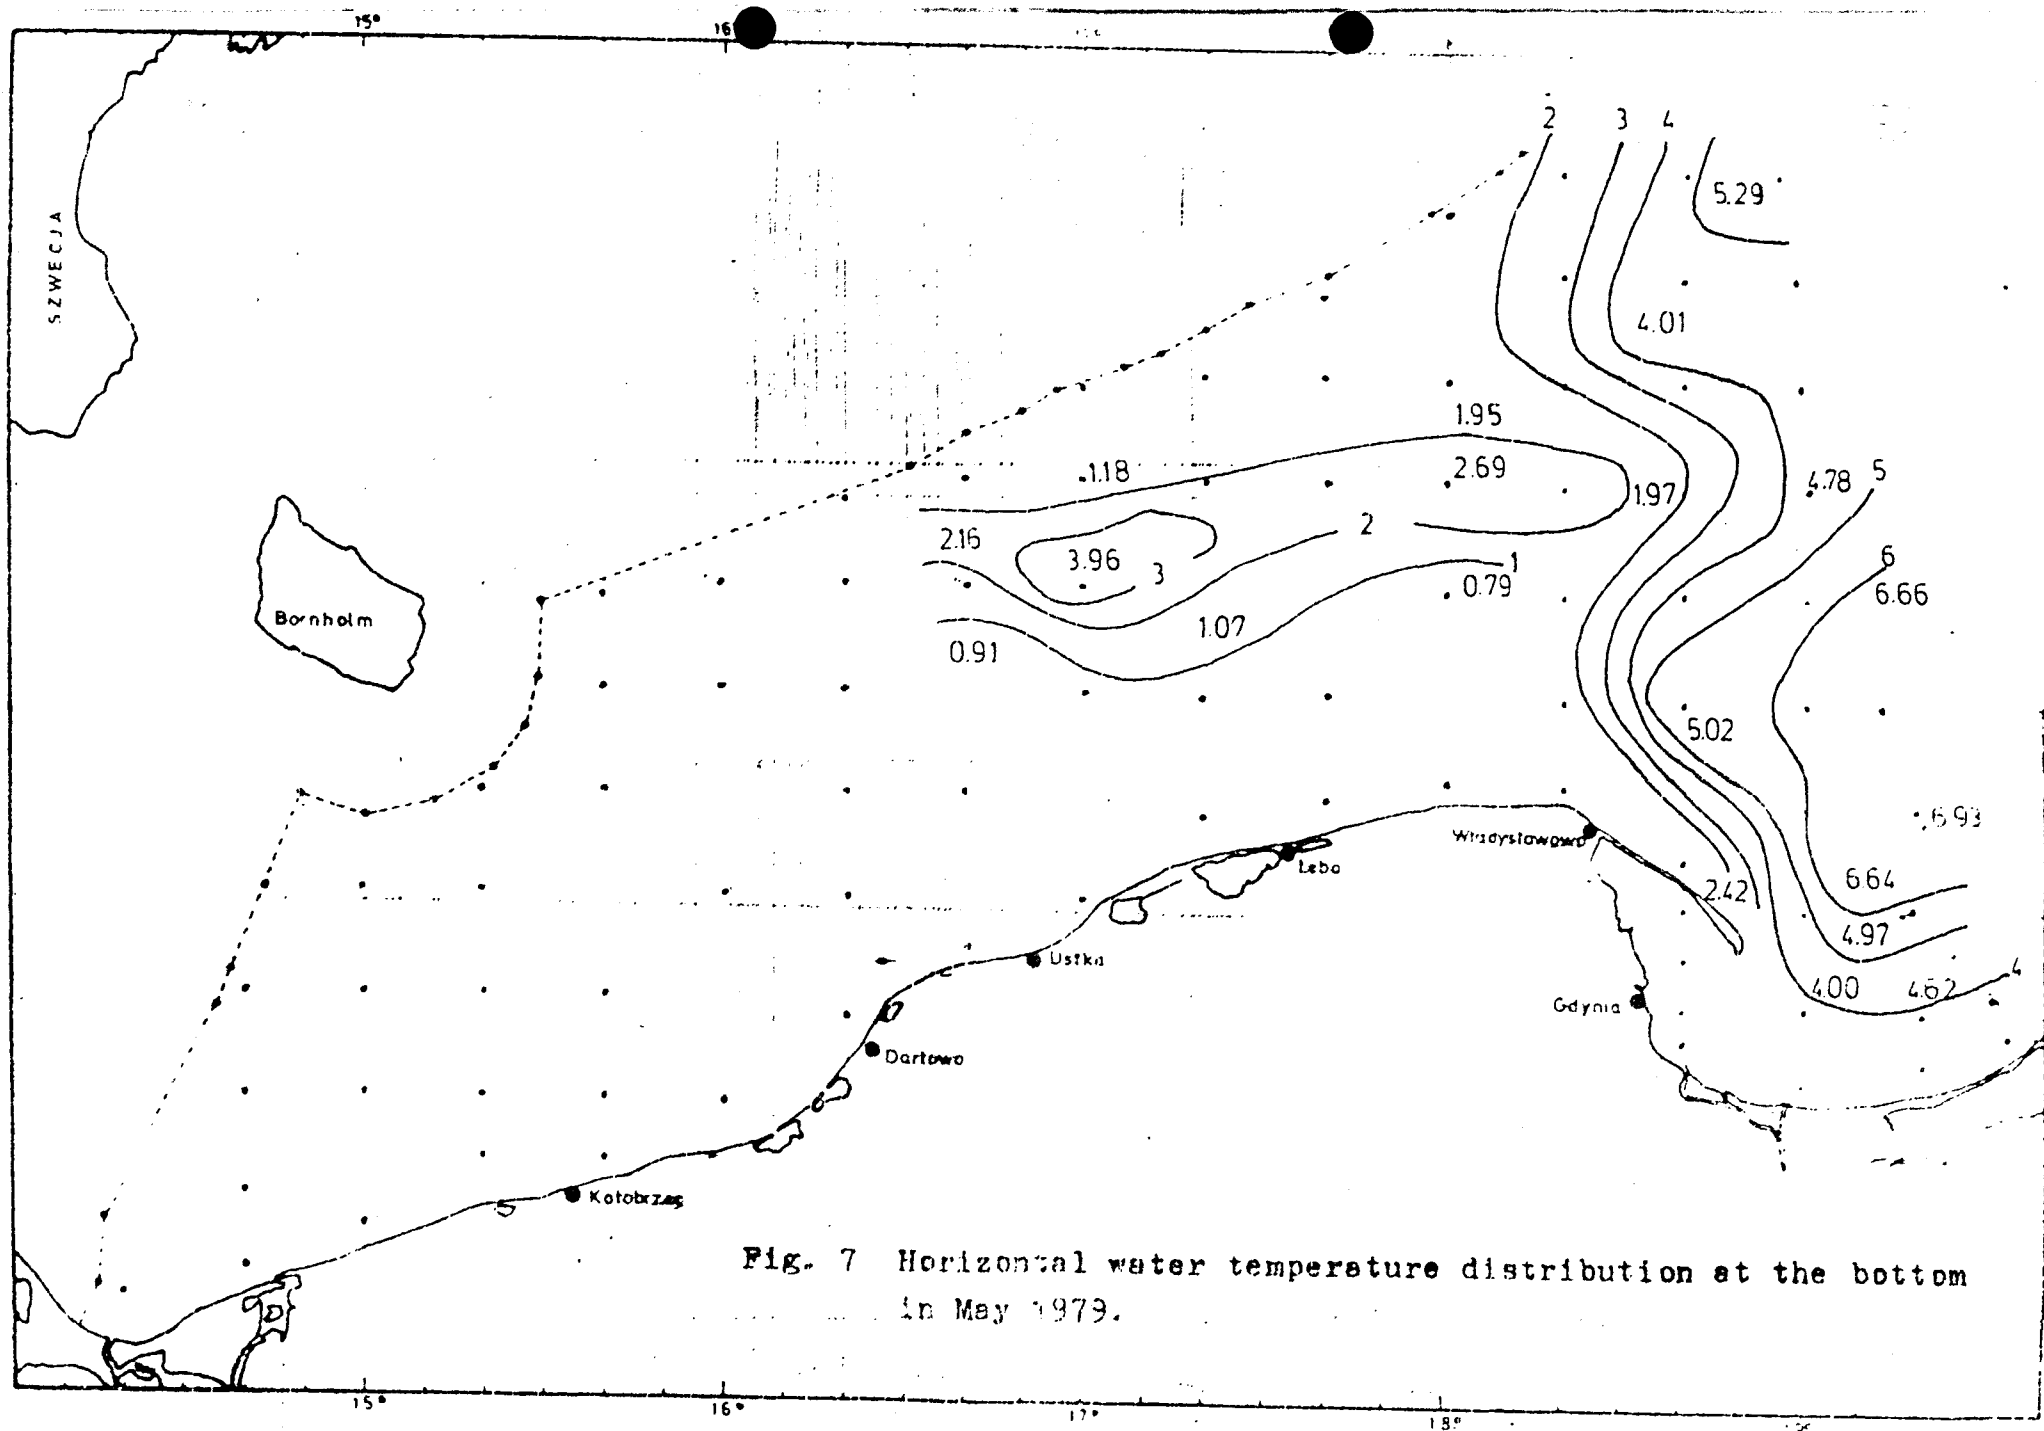 15°
16
2 3 4
5.29
SZWECJA
4.01
1.95
1.18
2.69
1.97
4.78 5
2.16
2
3.96 3
1
0.79
6
6.66
Bornholm
1.07
0.91
5.02
6.93
Władysławowo
Łeba
2.42
6.64
4.97
Ustka
4.00 4.62 4
Gdynia
Darłowo
Kołobrzeg
Fig. 7 Horizontal water temperature distribution at the bottom
in May 1979.
15° 16° 17° 18°